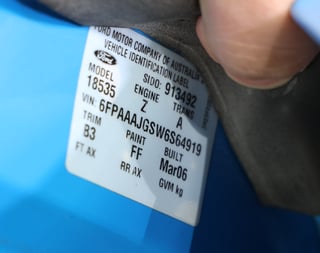 FORD MOTOR COMPANY OF AUSTRALIA
VEHICLE IDENTIFICATION LABEL
Ford
SIDO: 913492
MODEL ENGINE TRANS
18535 Z A
VIN: 6FPAAAJGSW6S64919
TRIM PAINT BUILT
B3 FF Mar06
FT AX RR AX GVM kg